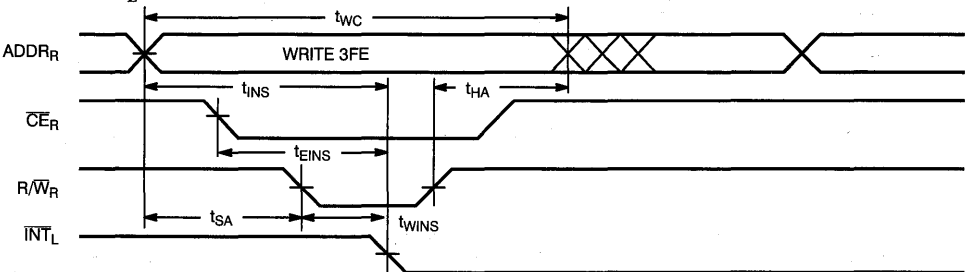 tWC
ADDRR WRITE 3FE
tINS tHA
CER
tEINS
R/WR
tSA tWINS
INTL